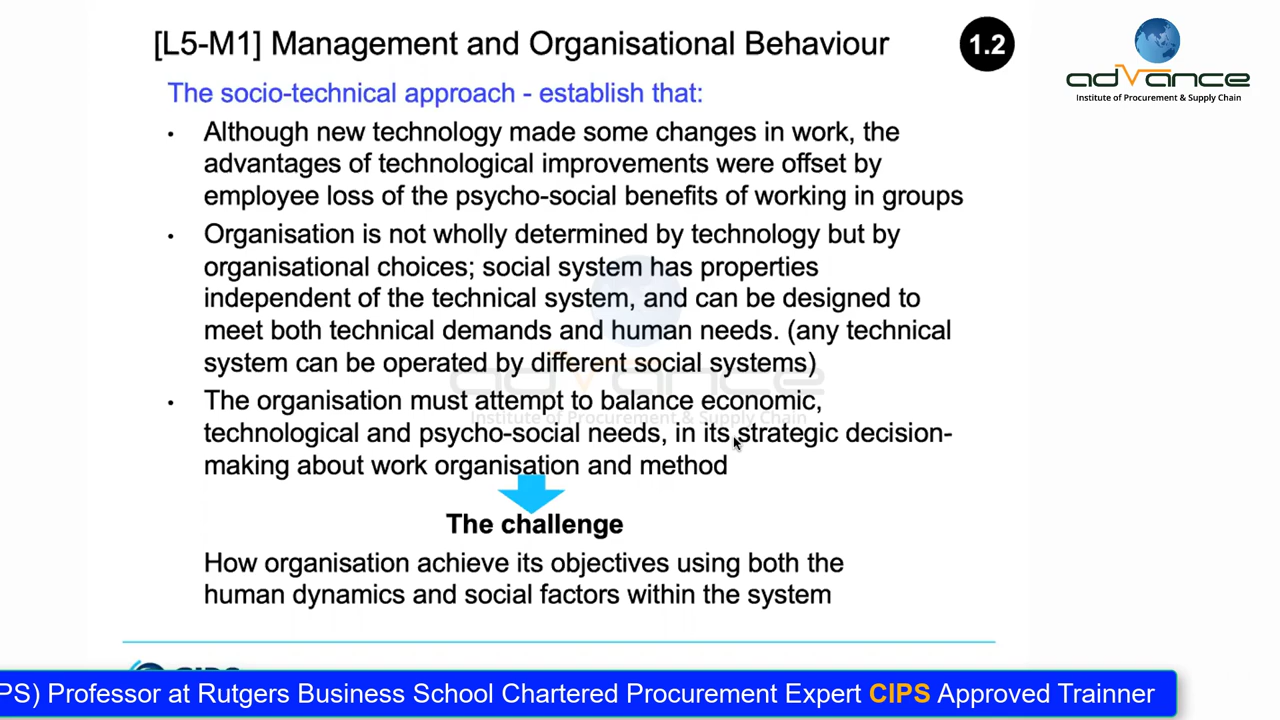 [L5-M1] Management and Organisational Behaviour
1.2
adVance
Institute of Procurement & Supply Chain
The socio-technical approach - establish that:
• Although new technology made some changes in work, the
advantages of technological improvements were offset by
employee loss of the psycho-social benefits of working in groups
• Organisation is not wholly determined by technology but by
organisational choices; social system has properties
independent of the technical system, and can be designed to
meet both technical demands and human needs. (any technical
system can be operated by different social systems)
adVance
• The organisation must attempt to balance economic,
Institute of Procurement & Supply Chain
technological and psycho-social needs, in its strategic decision-
making about work organisation and method
The challenge
How organisation achieve its objectives using both the
human dynamics and social factors within the system
CIPS
PS) Professor at Rutgers Business School Chartered Procurement Expert CIPS Approved Trainner